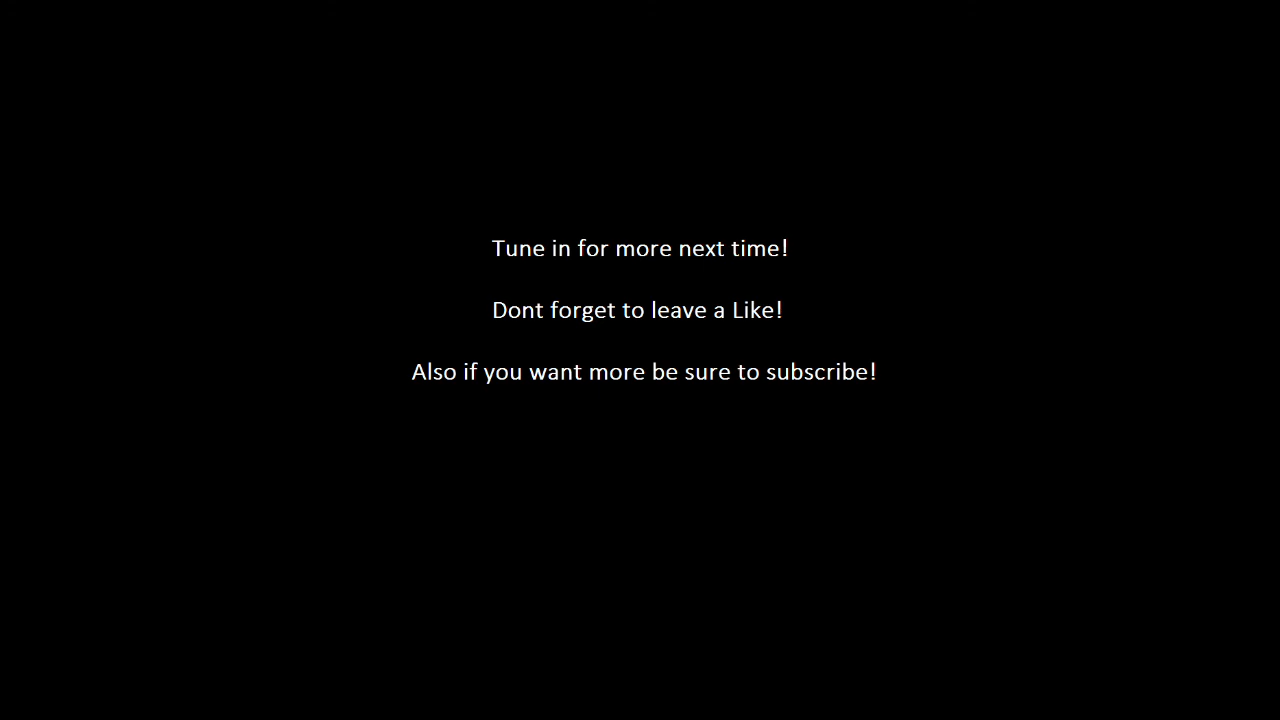 Tune in for more next time!
Dont forget to leave a Like!
Also if you want more be sure to subscribe!